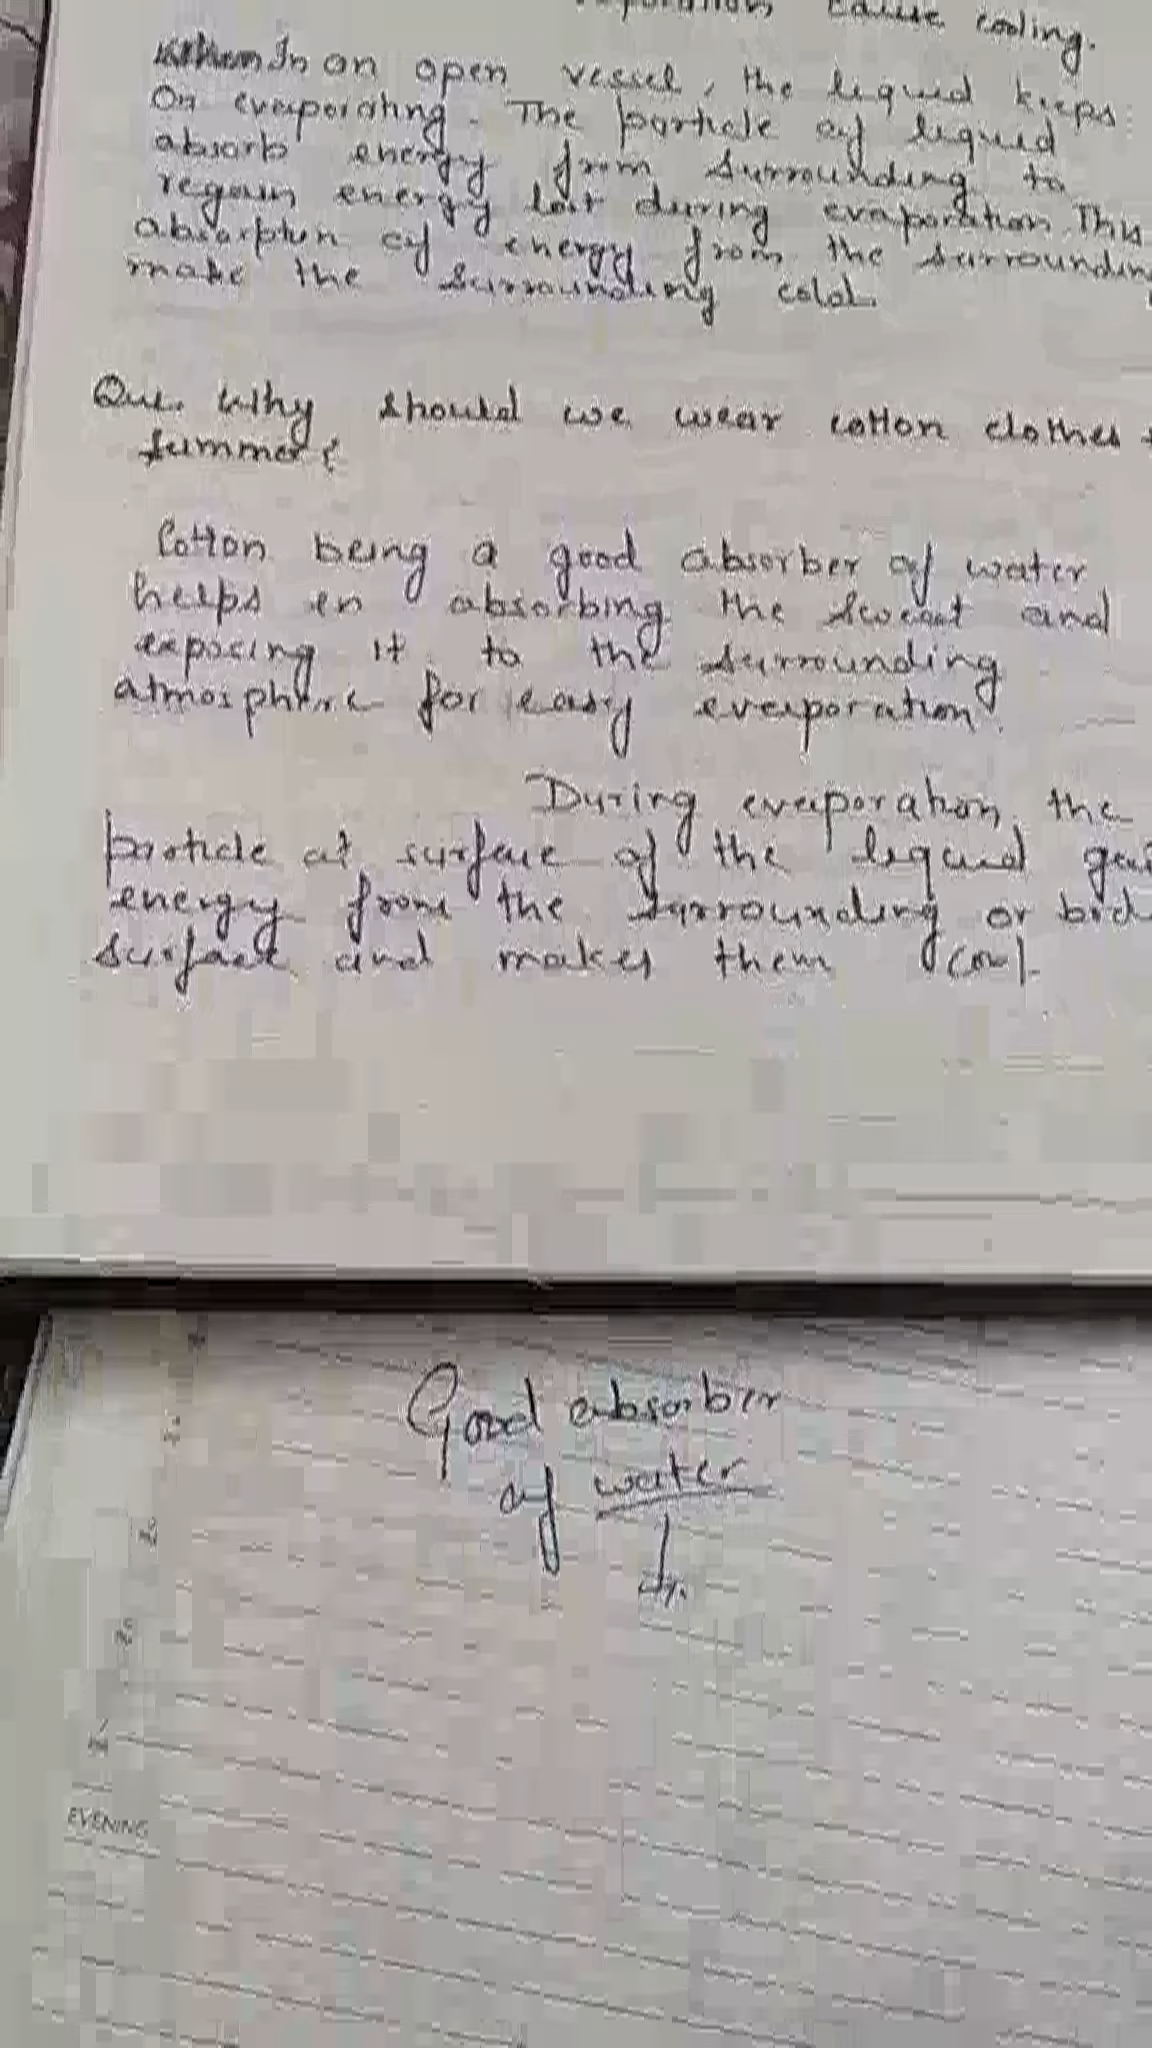 cause cooling.
In an open vessel, the liquid keeps
on evaporating. The particle of liquid
absorb energy from surrounding to
regain energy lost during evaporation. This
absorption of energy from the surrounding
make the surrounding cold.
Que. Why should we wear cotton clothes
summer?
Cotton being a good absorber of water
helps in absorbing the sweat and
exposing it to the surrounding
atmosphere for easy evaporation.
During evaporation the
particle at surface of the liquid
energy from the surrounding or
surface and makes them cool.
Good absorber
of water
EVENING